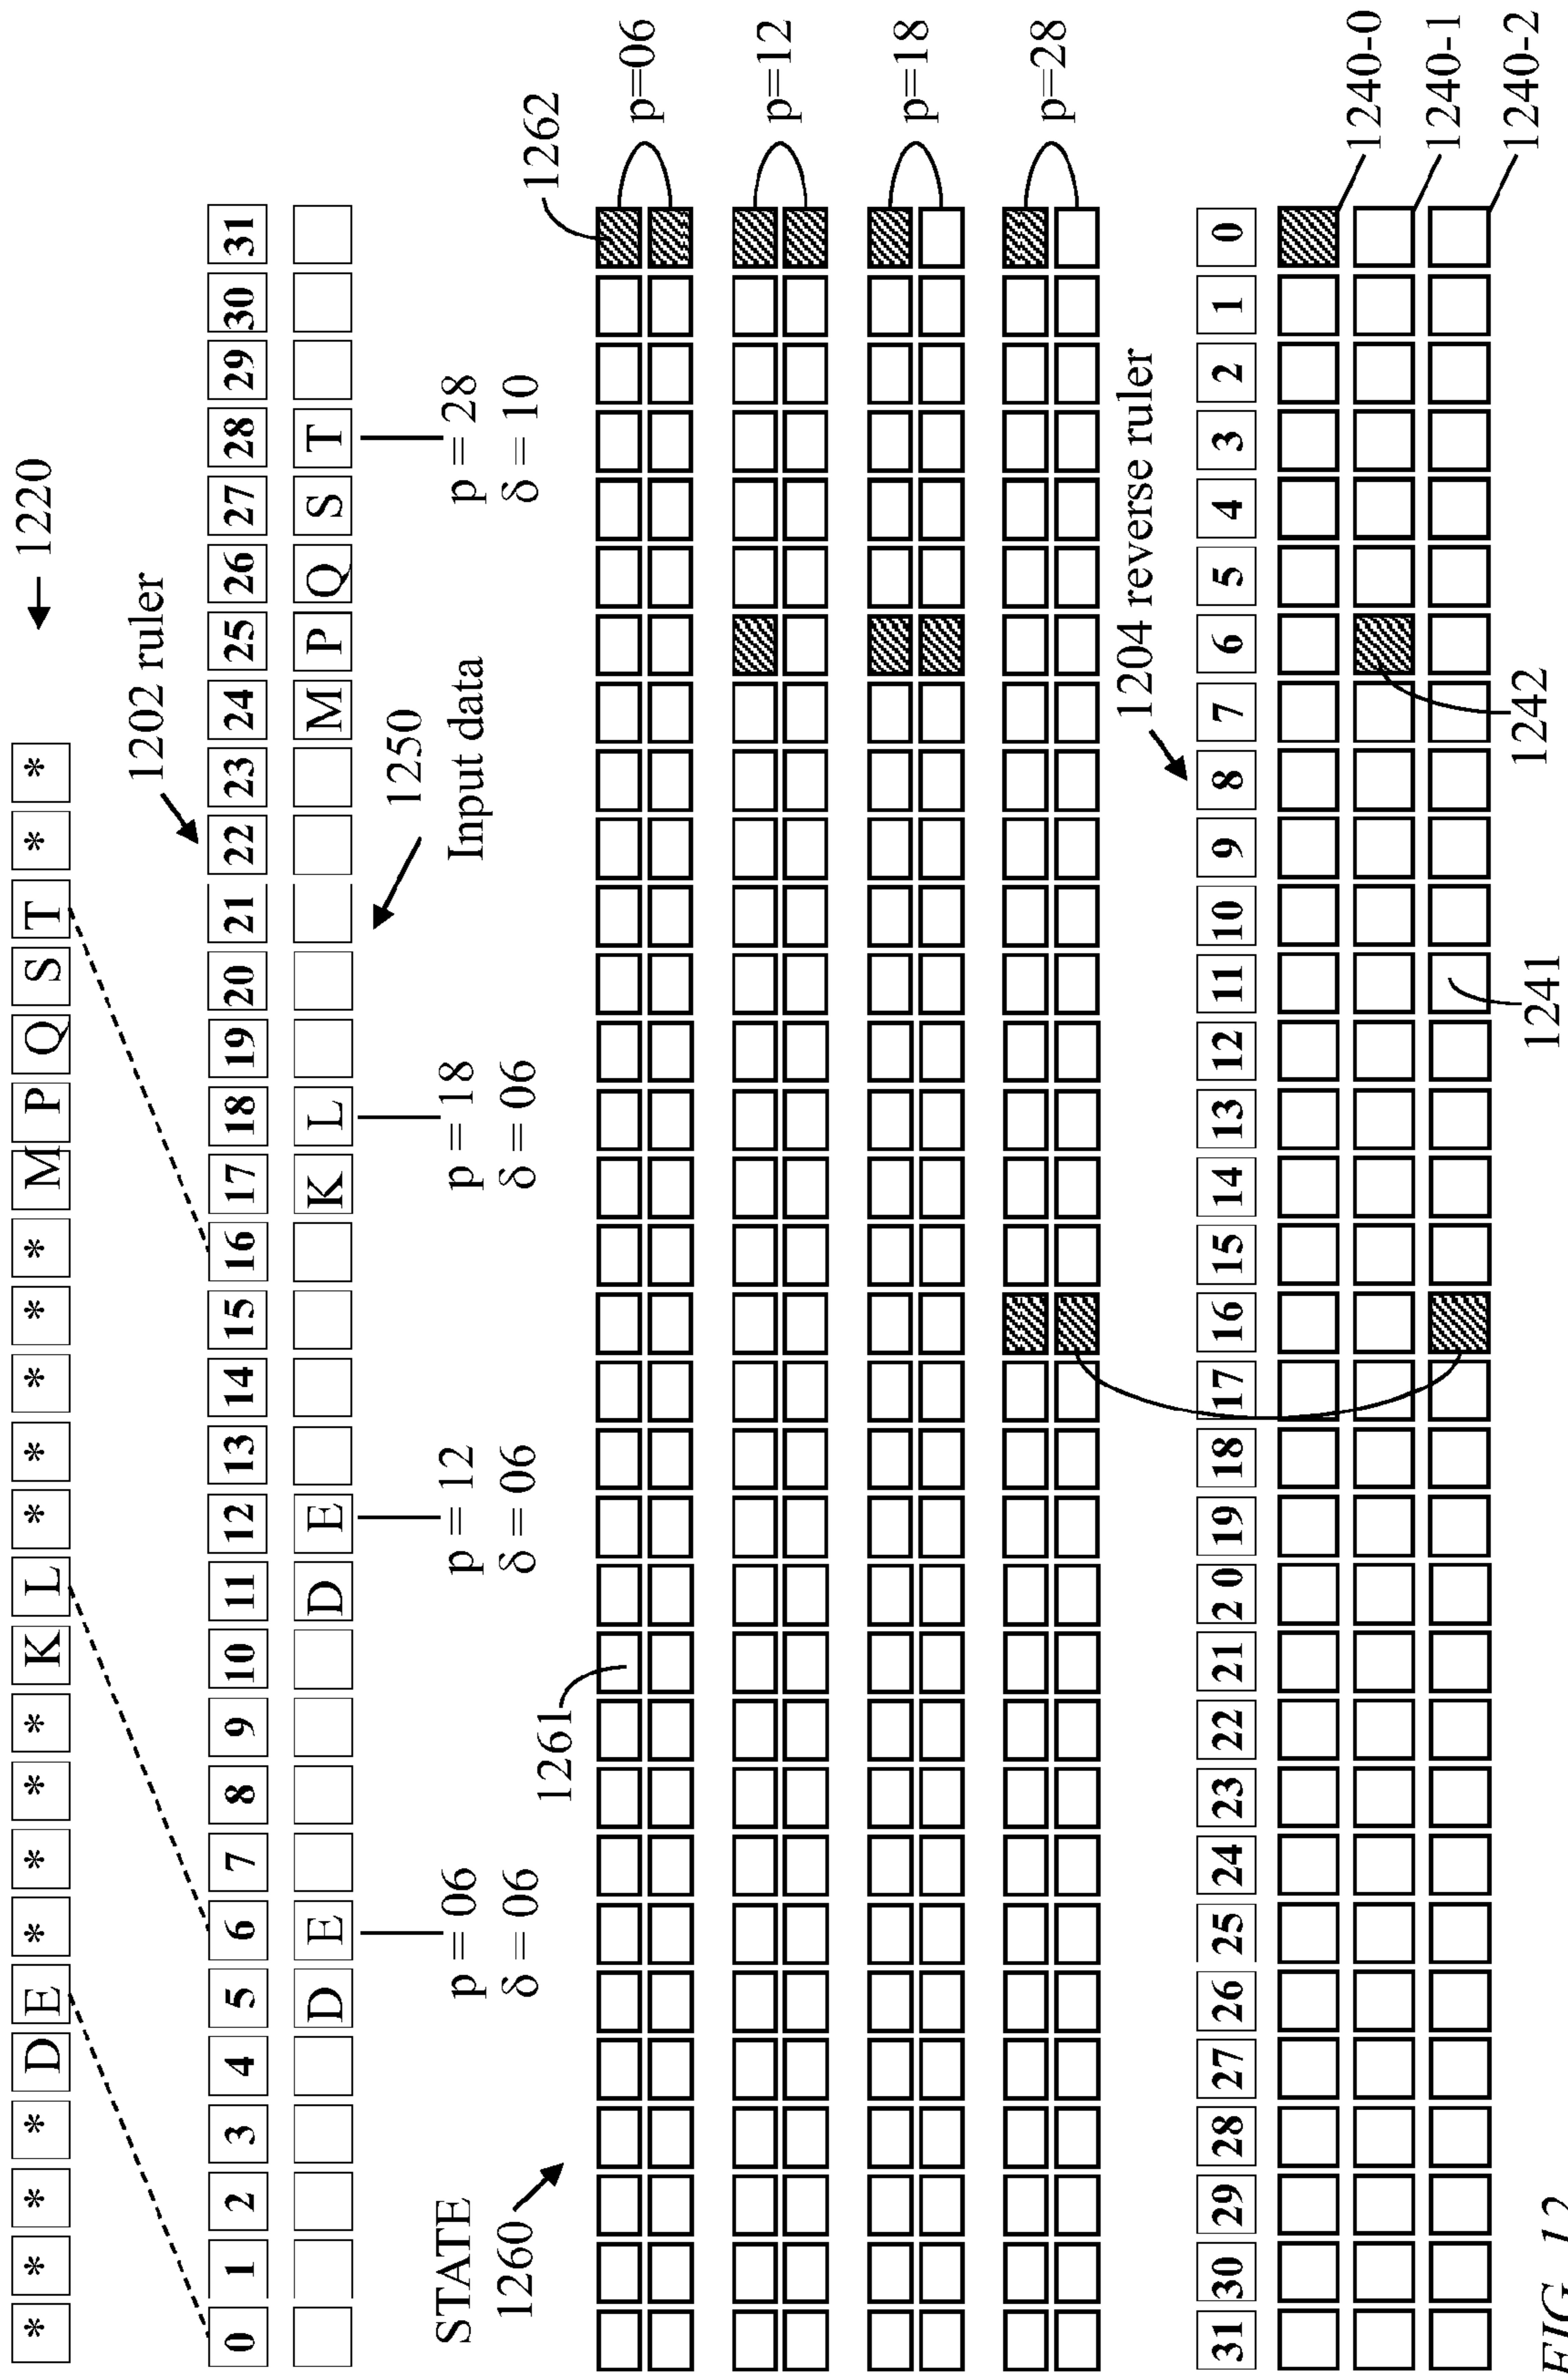 * * * * D E * * * * K L * * * * * M P Q S T * * ← 1220
1202 ruler
0 1 2 3 4 5 6 7 8 9 10 11 12 13 14 15 16 17 18 19 20 21 22 23 24 25 26 27 28 29 30 31
D E D E K L M P Q S T
1250
Input data
p = 06 p = 12 p = 18 p = 28
δ = 06 δ = 06 δ = 06 δ = 10
STATE
1260
1261
1262
p=06
p=12
p=18
p=28
1204 reverse ruler
31 30 29 28 27 26 25 24 23 22 21 2 0 19 18 17 16 15 14 13 12 11 10 9 8 7 6 5 4 3 2 1 0
1240-0
1240-1
1240-2
1241
1242
FIG. 12